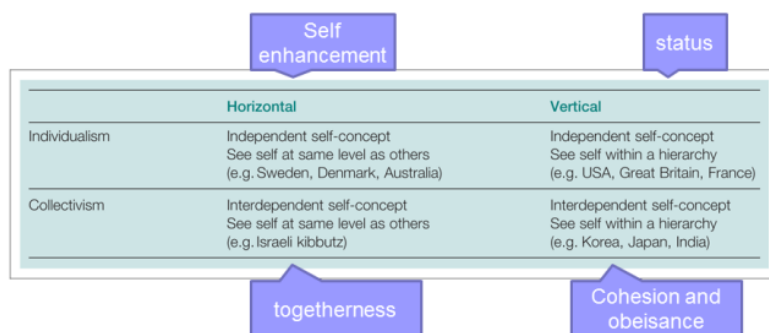 Self
enhancement
status
Horizontal Vertical
Individualism Independent self-concept Independent self-concept
See self at same level as others See self within a hierarchy
(e.g. Sweden, Denmark, Australia) (e.g. USA, Great Britain, France)
Collectivism Interdependent self-concept Interdependent self-concept
See self at same level as others See self within a hierarchy
(e.g. Israeli kibbutz) (e.g. Korea, Japan, India)
togetherness
Cohesion and
obeisance